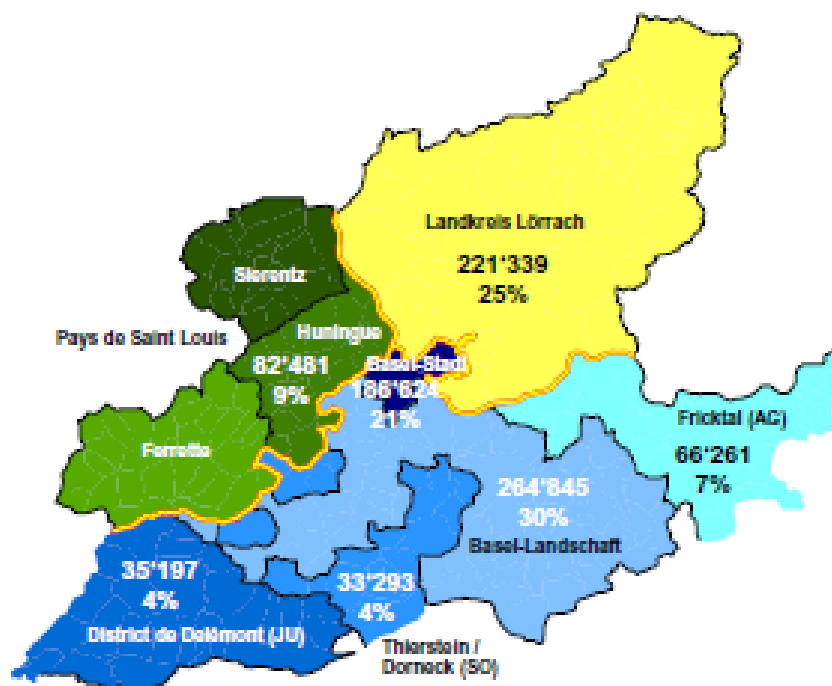 Landkreis Lörrach
221'339
25%
Sierentz
Pays de Saint Louis
Huningue
82'481
9%
Basel-Stadt
186'624
21%
Ferrette
Fricktal (AG)
66'261
7%
264'845
30%
Basel-Landschaft
35'197
4%
District de Delémont (JU)
33'293
4%
Thierstein /
Dorneck (SO)